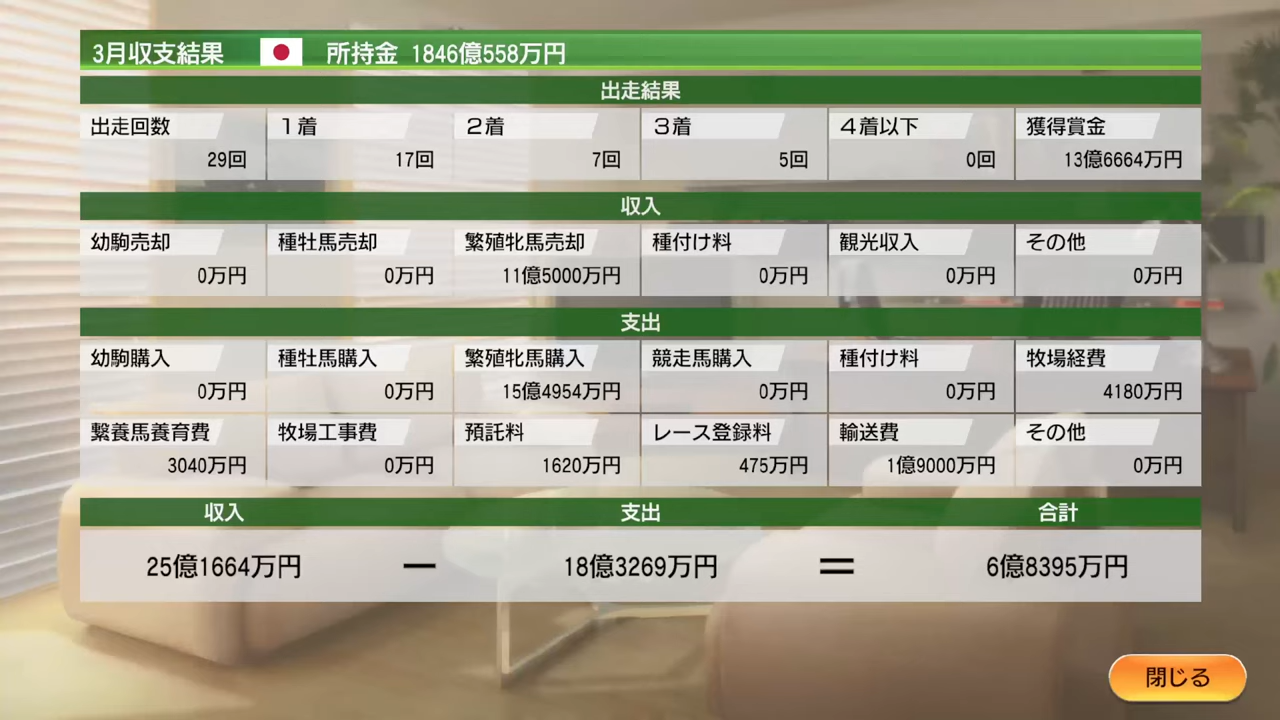 3月収支結果 所持金 1846億558万円
出走結果
出走回数 1着 2着 3着 4着以下 獲得賞金
29回 17回 7回 5回 0回 13億6664万円
収入
幼駒売却 種牡馬売却 繁殖牝馬売却 種付け料 観光収入 その他
0万円 0万円 11億5000万円 0万円 0万円 0万円
支出
幼駒購入 種牡馬購入 繁殖牝馬購入 競走馬購入 種付け料 牧場経費
0万円 0万円 15億4954万円 0万円 0万円 4180万円
繋養馬養育費 牧場工事費 預託料 レース登録料 輸送費 その他
3040万円 0万円 1620万円 475万円 1億9000万円 0万円
収入 支出 合計
25億1664万円 － 18億3269万円 ＝ 6億8395万円
閉じる